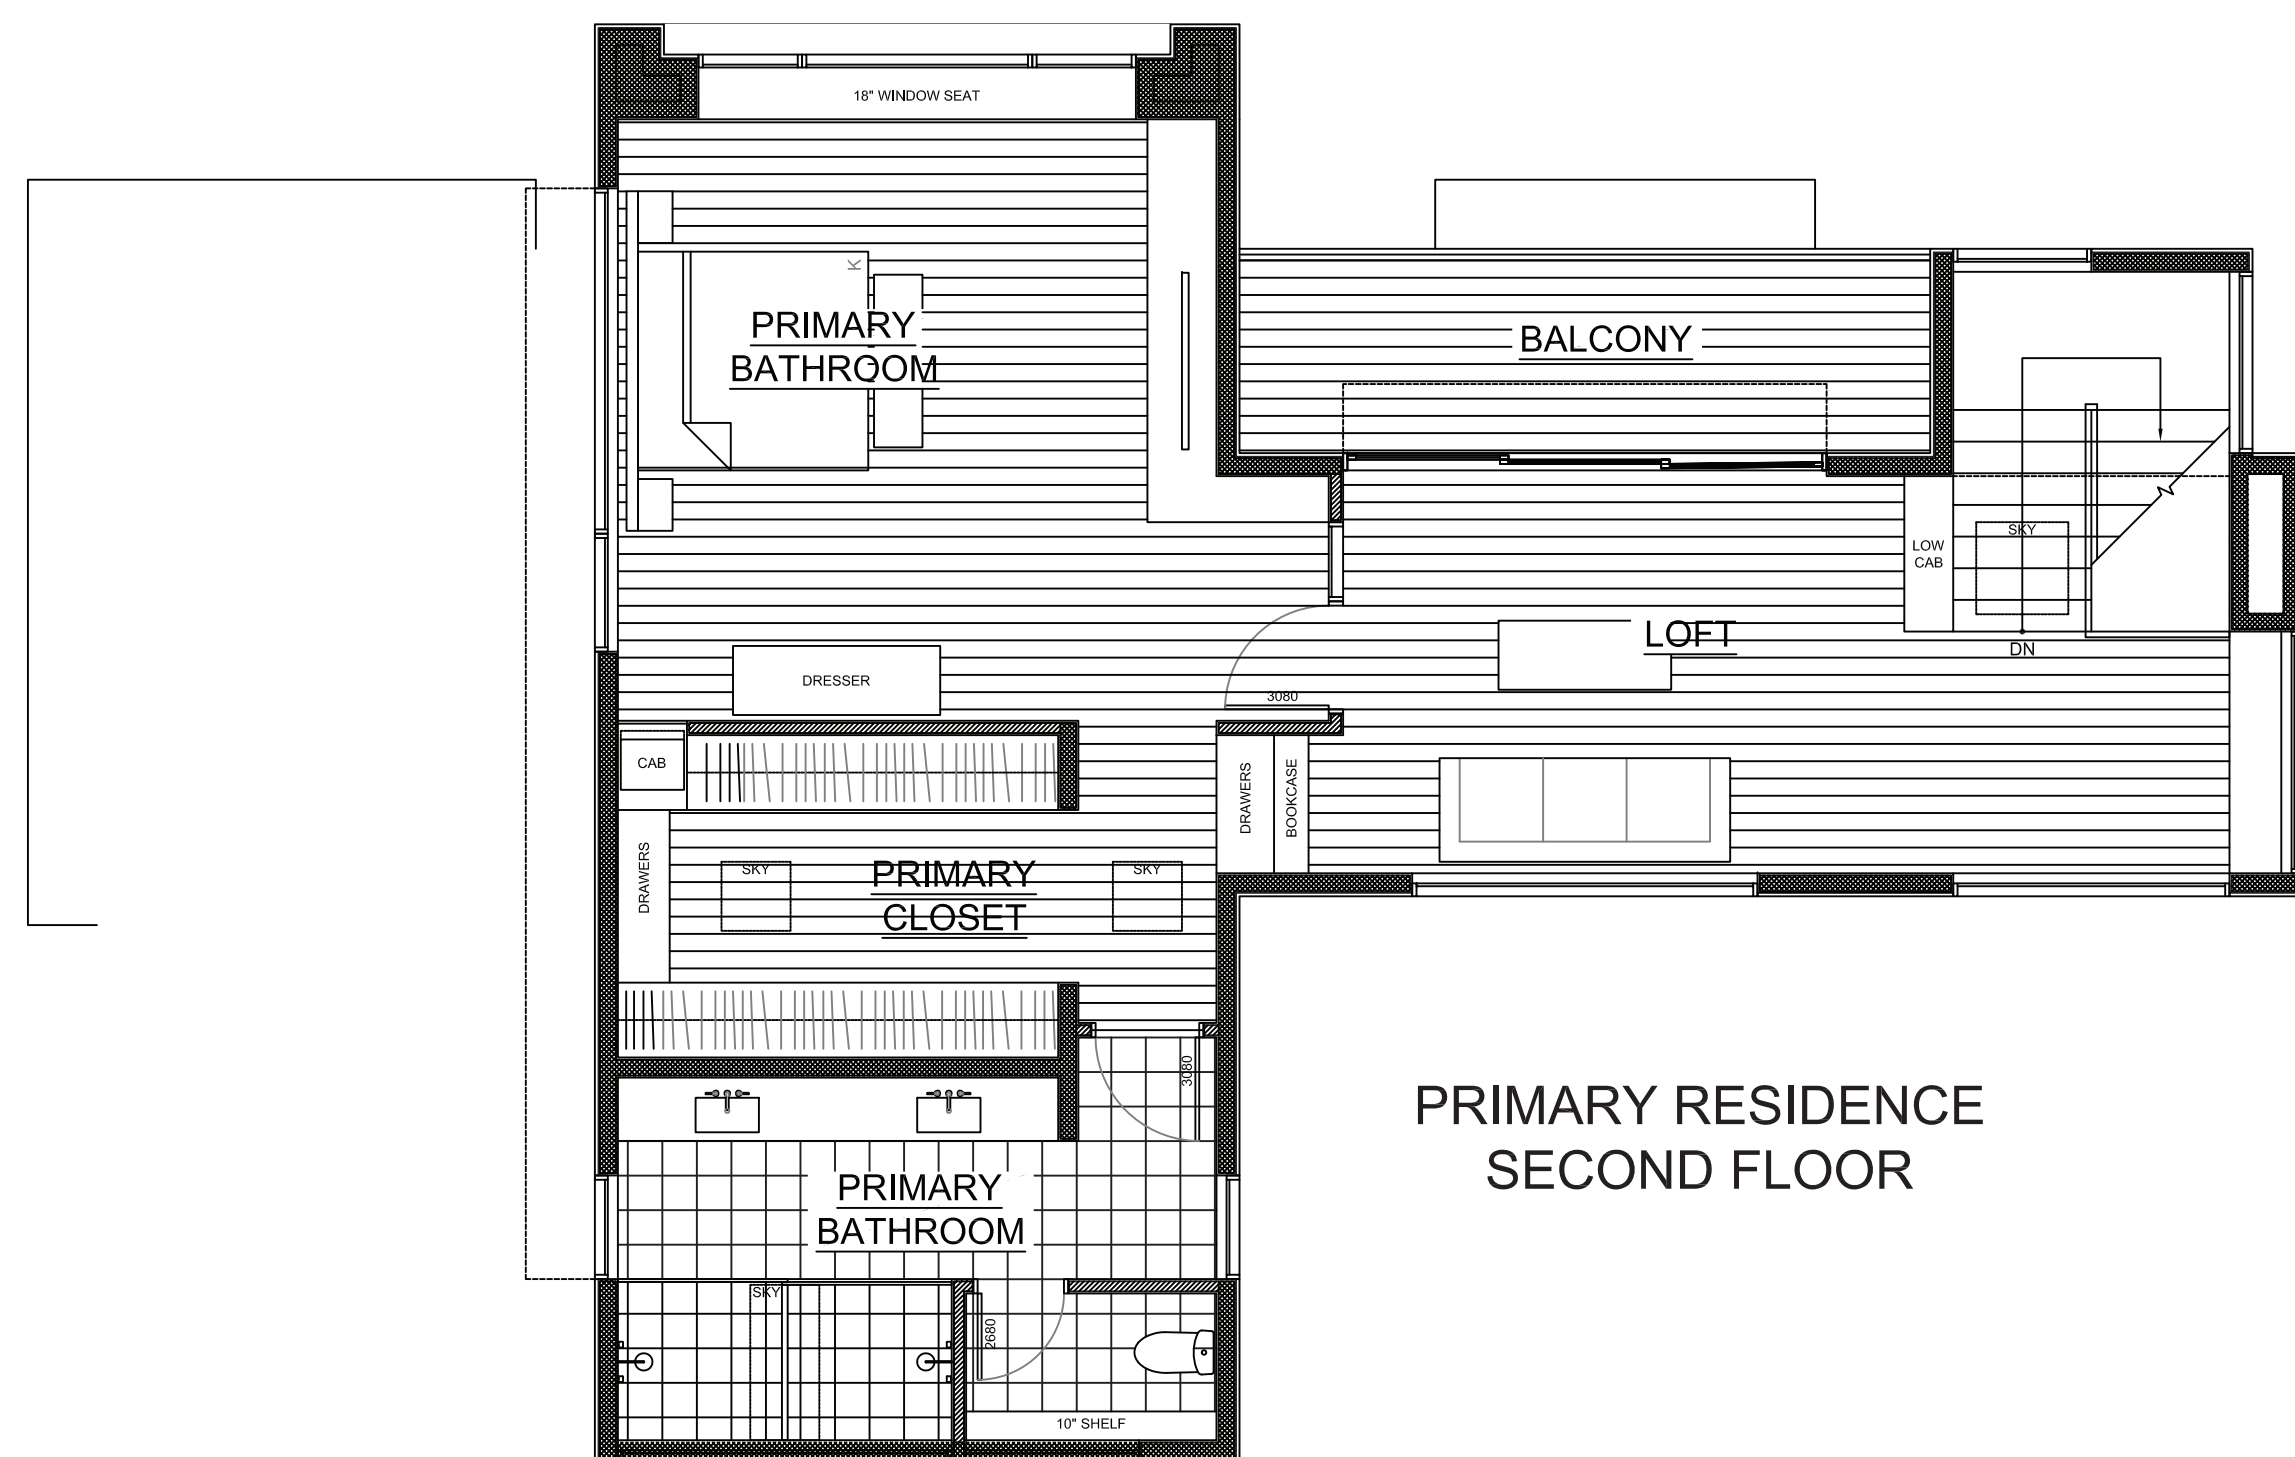 18" WINDOW SEAT
K
PRIMARY
BATHROOM
BALCONY
SKY
LOW
CAB
LOFT
DN
DRESSER
3080
CAB
DRAWERS
BOOKCASE
DRAWERS
SKY
PRIMARY
CLOSET
SKY
3080
PRIMARY RESIDENCE
SECOND FLOOR
PRIMARY
BATHROOM
SKY
2680
10" SHELF